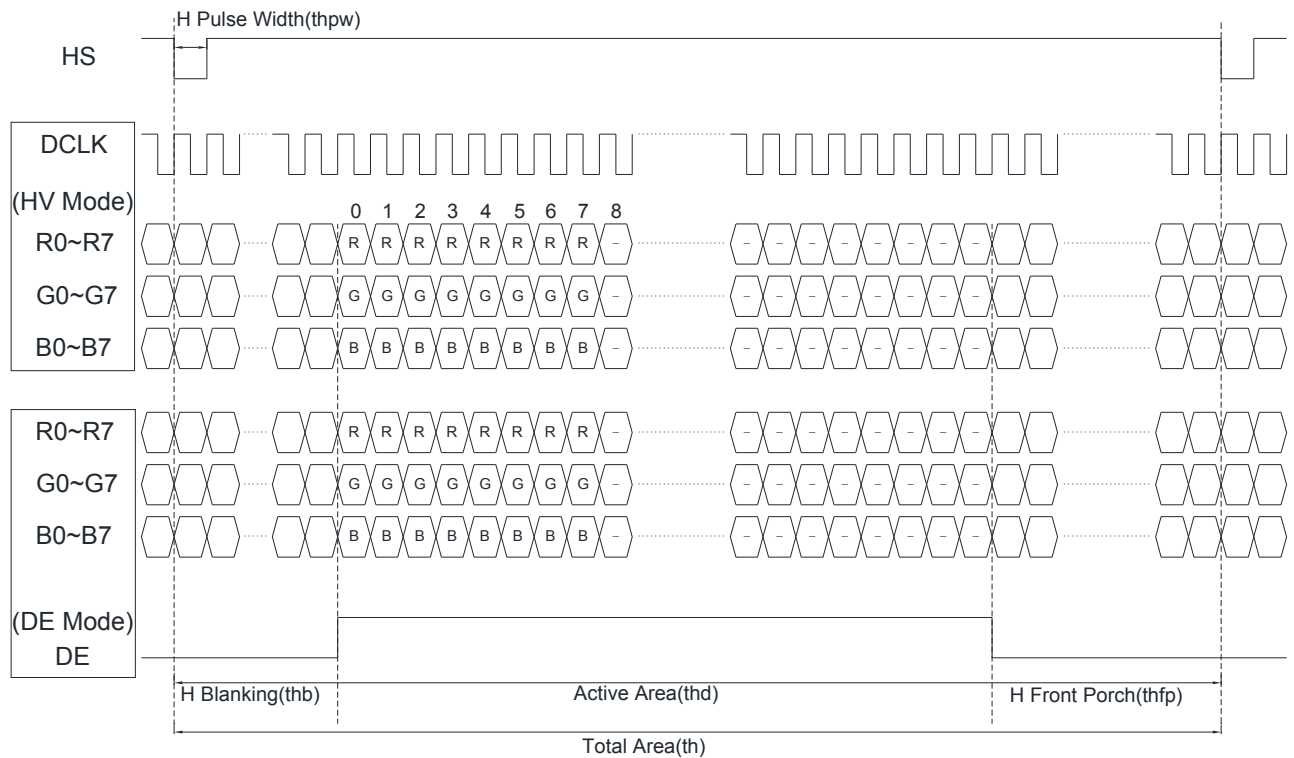 H Pulse Width(thpw)
HS
DCLK
(HV Mode)
0 1 2 3 4 5 6 7 8
R0~R7 R R R R R R R R - - - - - - - - -
G0~G7 G G G G G G G G - - - - - - - - -
B0~B7 B B B B B B B B - - - - - - - - -
R0~R7 R R R R R R R R - - - - - - - - -
G0~G7 G G G G G G G G - - - - - - - - -
B0~B7 B B B B B B B B - - - - - - - - -
(DE Mode)
DE
H Blanking(thb) Active Area(thd) H Front Porch(thfp)
Total Area(th)